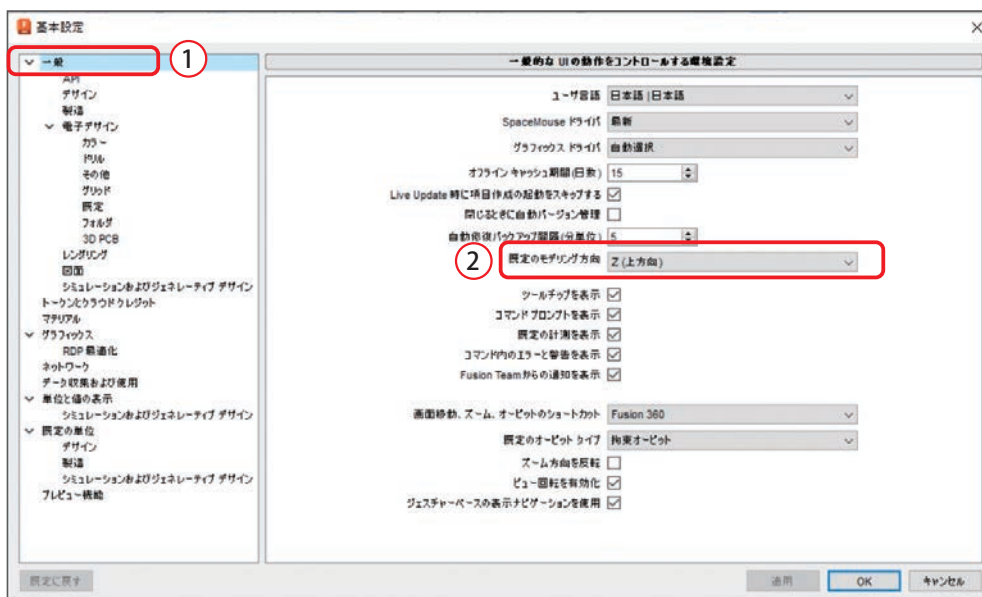 基本設定
一般
①
API
デザイン
製造
電子デザイン
カラー
ドリル
その他
グリッド
既定
フォルダ
3D PCB
レンダリング
図面
シミュレーションおよびジェネレーティブ デザイン
トークンとクラウドクレジット
マテリアル
グラフィックス
RDP 最適化
ネットワーク
データ収集および使用
単位と値の表示
シミュレーションおよびジェネレーティブ デザイン
既定の単位
デザイン
製造
シミュレーションおよびジェネレーティブ デザイン
プレビュー機能
一般的な UI の動作をコントロールする環境設定
ユーザ言語 日本語 | 日本語
SpaceMouse ドライバ 最新
グラフィックス ドライバ 自動選択
オフライン キャッシュ期間(日数) 15
Live Update 時に項目作成の起動をスキップする
閉じるときに自動バージョン管理
自動修復バックアップ間隔(分単位) 5
② 既定のモデリング方向 Z (上方向)
ツールチップを表示
コマンド プロンプトを表示
既定の計測を表示
コマンド内のエラーと警告を表示
Fusion Teamからの通知を表示
画面移動、ズーム、オービットのショートカット Fusion 360
既定のオービット タイプ 拘束オービット
ズーム方向を反転
ビュー回転を有効化
ジェスチャーベースの表示ナビゲーションを使用
既定に戻す 適用 OK キャンセル